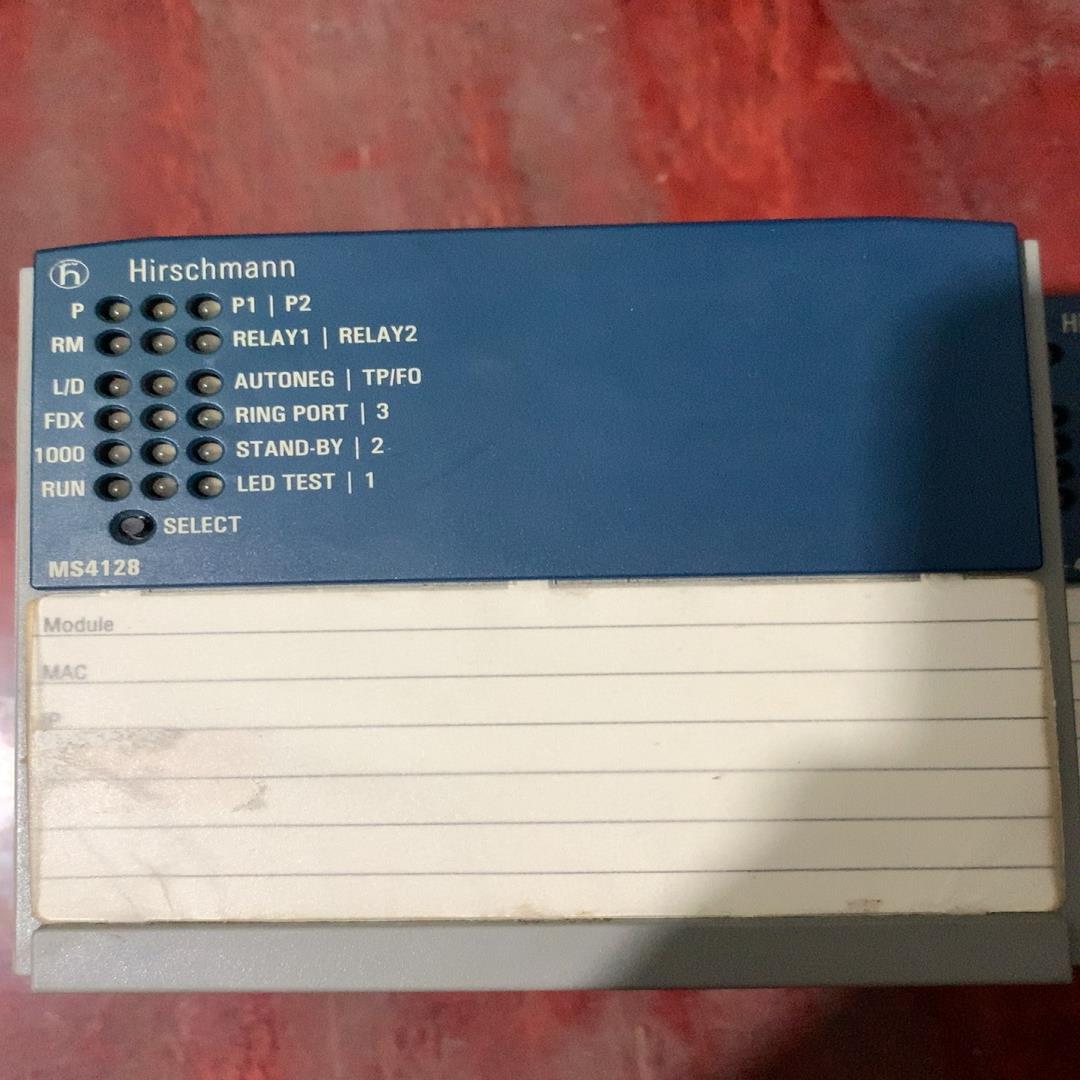 Hirschmann
P P1 | P2
RM RELAY1 | RELAY2
L/D AUTONEG | TP/FO
FDX RING PORT | 3
1000 STAND-BY | 2
RUN LED TEST | 1
SELECT
MS4128
Module
MAC
IP
H